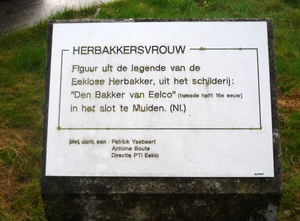 HERBAKKERSVROUW
Figuur uit de legende van de
Eeklose Herbakker, uit het schilderij:
"Den Bakker van Eelco" (tweede helft 16e eeuw)
in het slot te Muiden. (Nl.)
Met dank aan : Patrick Ysebaert
Antoine Boute
Directie PTI Eeklo